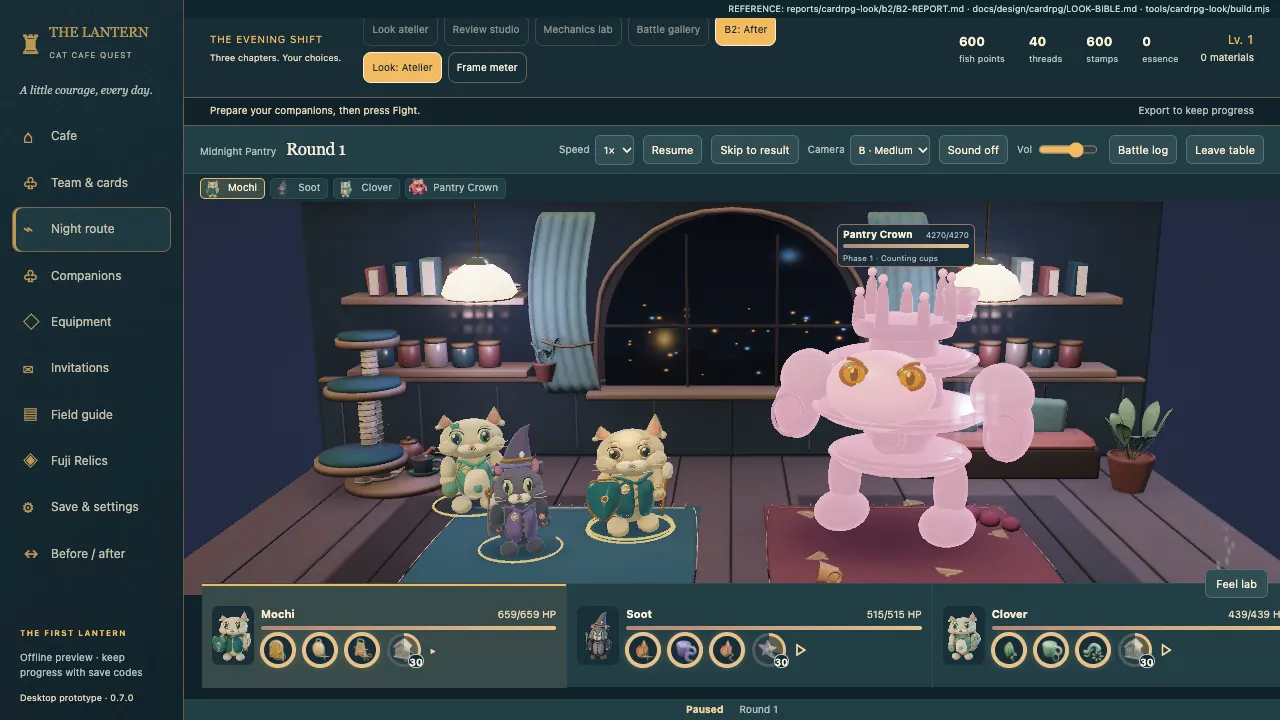 REFERENCE: reports/cardrpg-look/b2/B2-REPORT.md · docs/design/cardrpg/LOOK-BIBLE.md · tools/cardrpg-look/build.mjs
THE LANTERN
CAT CAFE QUEST
A little courage, every day.
Cafe
Team & cards
Night route
Companions
Equipment
Invitations
Field guide
Fuji Relics
Save & settings
Before / after
THE FIRST LANTERN
Offline preview · keep
progress with save codes
Desktop prototype · 0.7.0
THE EVENING SHIFT
Three chapters. Your choices.
Look atelier
Review studio
Mechanics lab
Battle gallery
B2: After
Look: Atelier
Frame meter
600
fish points
40
threads
600
stamps
0
essence
Lv. 1
0 materials
Prepare your companions, then press Fight.
Export to keep progress
Midnight Pantry
Round 1
Speed
1x
Resume
Skip to result
Camera
B · Medium
Sound off
Vol
Battle log
Leave table
Mochi
Soot
Clover
Pantry Crown
Pantry Crown 4270/4270
Phase 1 · Counting cups
Feel lab
Mochi 659/659 HP
30
Soot 515/515 HP
30
Clover 439/439 H
30
Paused Round 1